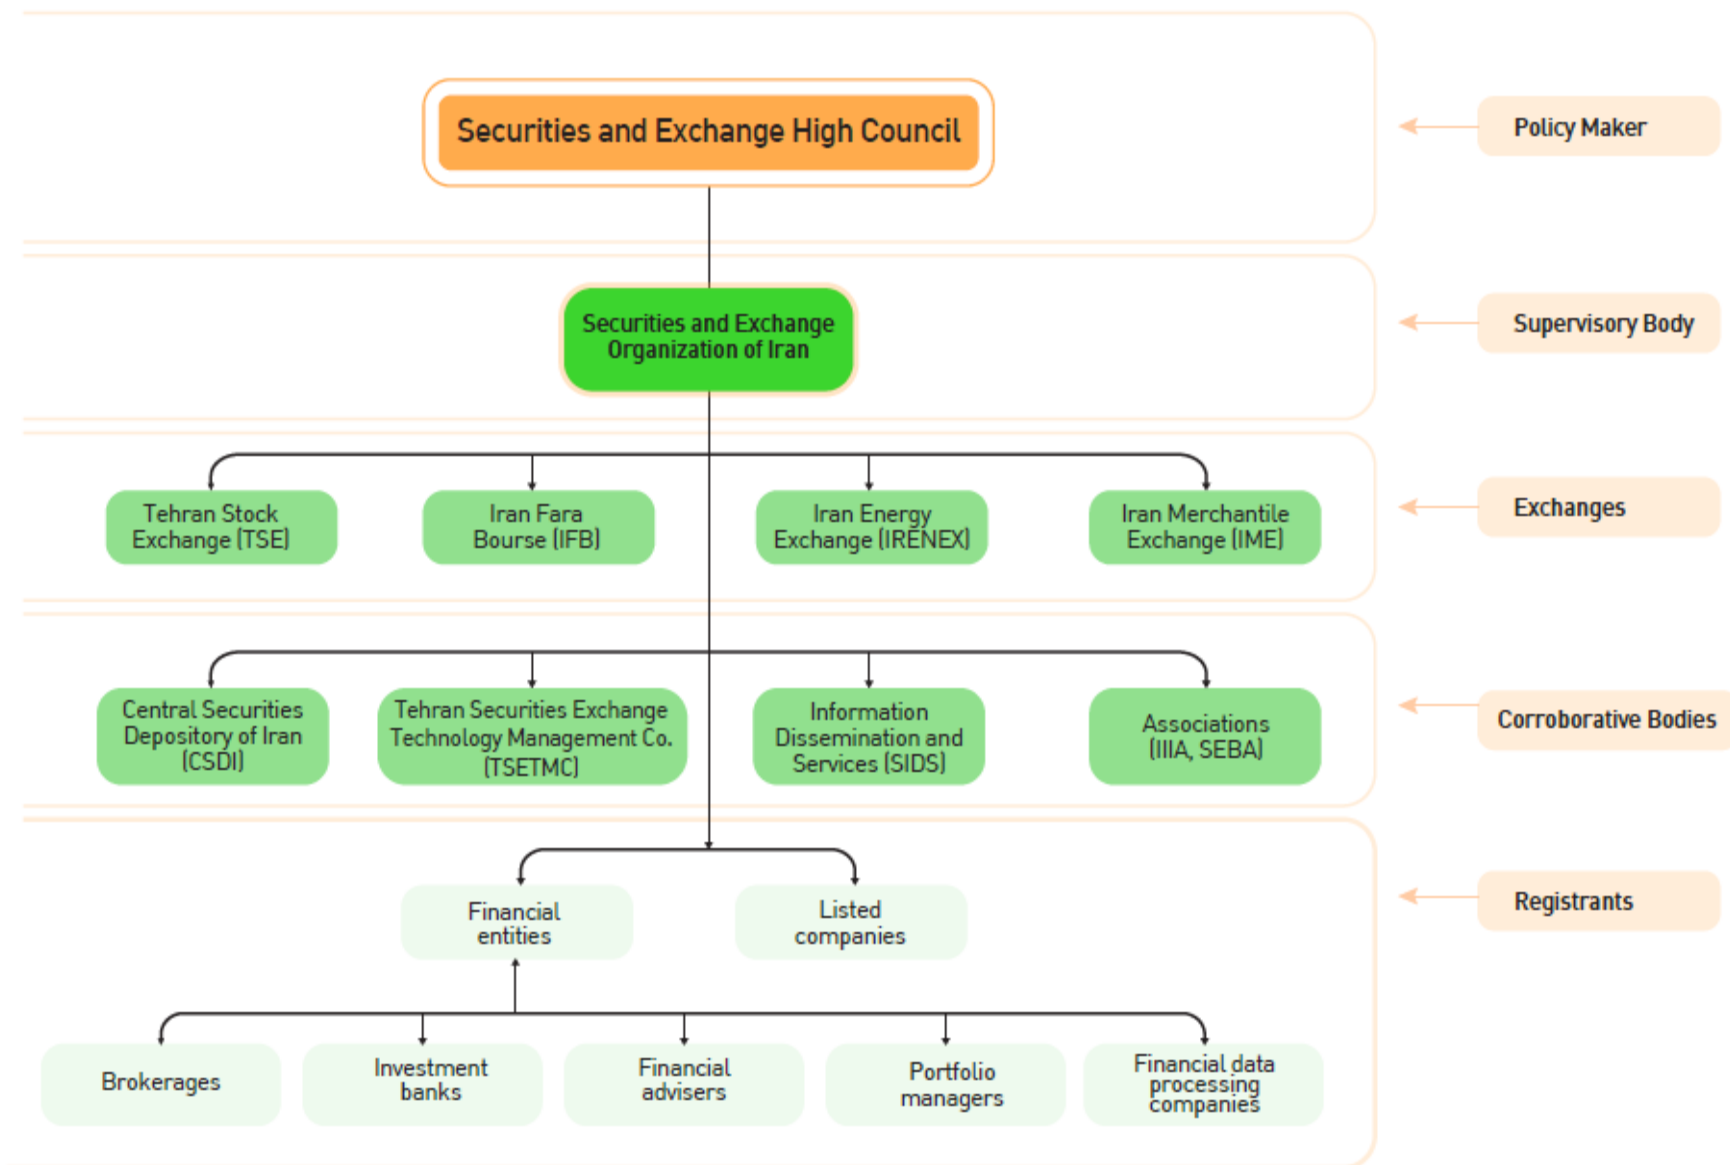 Securities and Exchange High Council
Policy Maker
Securities and Exchange
Organization of Iran
Supervisory Body
Tehran Stock
Exchange (TSE)
Iran Fara
Bourse (IFB)
Iran Energy
Exchange (IRENEX)
Iran Merchantile
Exchange (IME)
Exchanges
Central Securities
Depository of Iran
(CSDI)
Tehran Securities Exchange
Technology Management Co.
(TSETMC)
Information
Dissemination and
Services (SIDS)
Associations
(IIIA, SEBA)
Corroborative Bodies
Financial
entities
Listed
companies
Registrants
Brokerages
Investment
banks
Financial
advisers
Portfolio
managers
Financial data
processing
companies